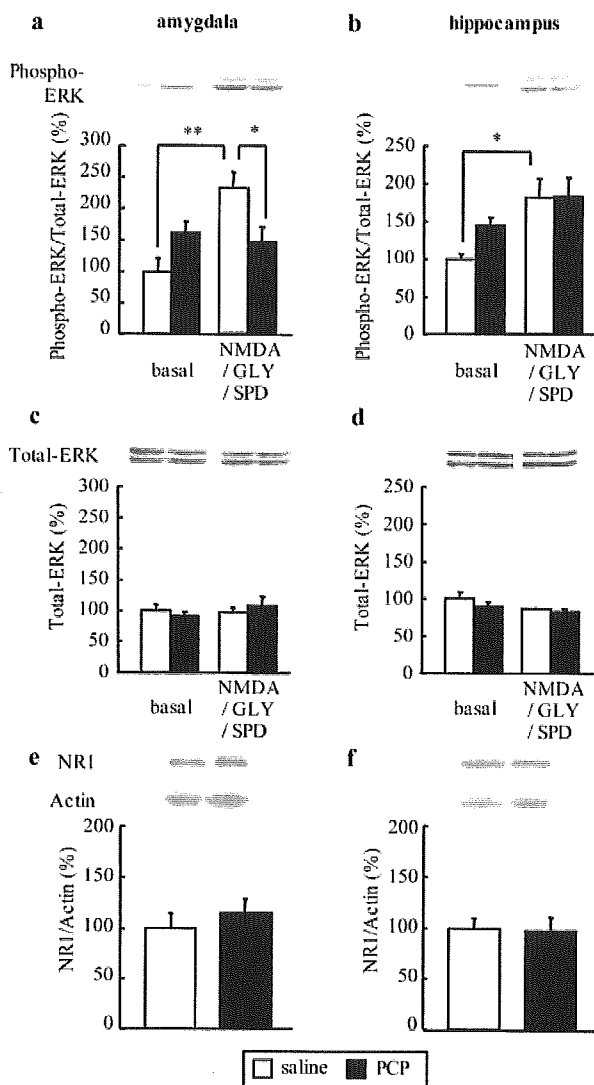 a amygdala
b hippocampus
Phospho-
ERK
** *
*
Phospho-ERK/Total-ERK (%)
300
250
200
150
100
50
0
basal
NMDA
/ GLY
/ SPD
Phospho-ERK/Total-ERK (%)
300
250
200
150
100
50
0
basal
NMDA
/ GLY
/ SPD
c
Total-ERK
Total-ERK (%)
300
250
200
150
100
50
0
basal
NMDA
/ GLY
/ SPD
d
Total-ERK (%)
300
250
200
150
100
50
0
basal
NMDA
/ GLY
/ SPD
e
NR1
Actin
NR1/Actin (%)
200
150
100
50
0
f
NR1/Actin (%)
200
150
100
50
0
saline PCP